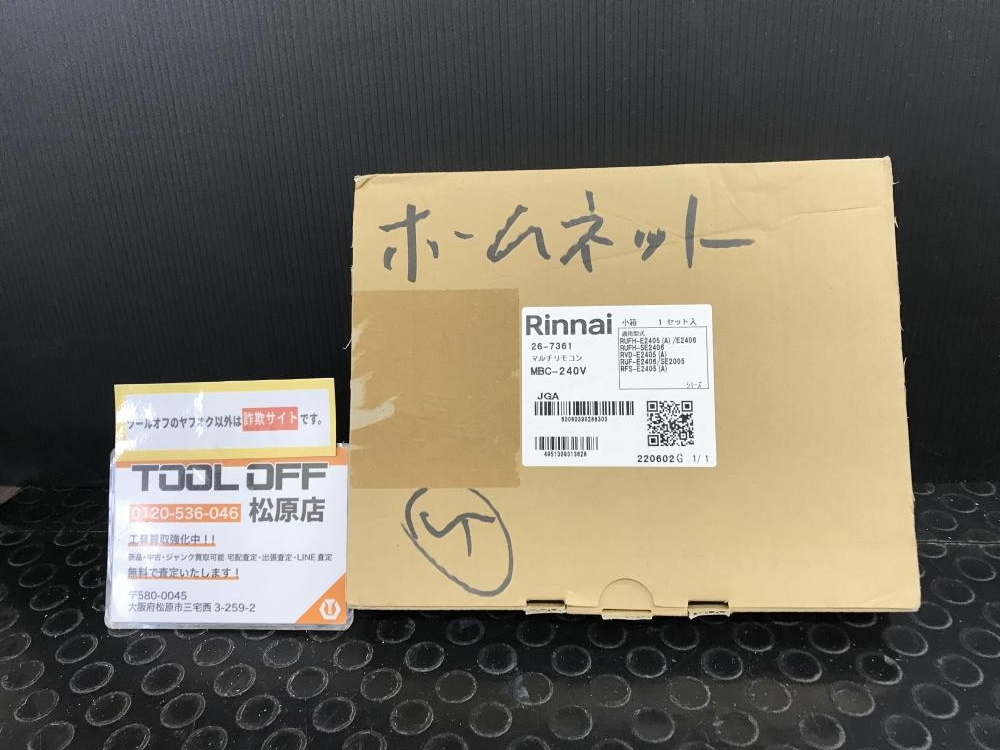 ホームネット
Rinnai
小箱 1セット入
26-7361
マルチリモコン
MBC-240V
適用型式
RUFH-E2405(A)/E2406
RUFH-SE2406
RVD-E2405(A)
RUF-E2406/SE2005
RFS-E2405(A)
シリーズ
JGA
60080390286300
4951309313628
220602G 1/1
ツールオフのヤフオク以外は詐欺サイトです。
TOOL OFF
0120-536-046 松原店
工具買取強化中！！
新品・中古・ジャンク買取可能 宅配査定・出張査定・LINE査定
無料で査定いたします！
〒580-0045
大阪府松原市三宅西 3-259-2